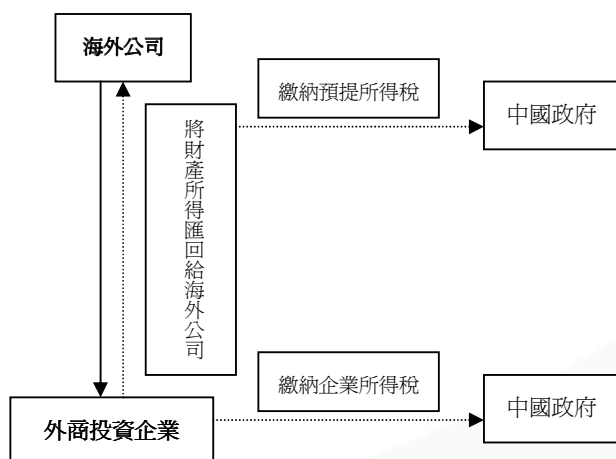 海外公司
繳納預提所得稅
中國政府
將財產所得匯回給海外公司
繳納企業所得稅
中國政府
外商投資企業